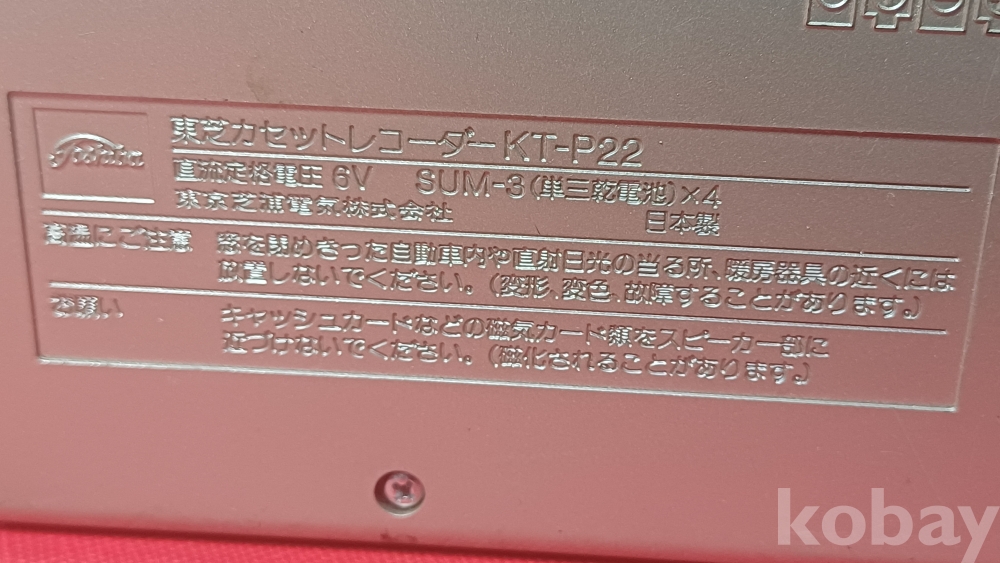 Toshiba
東芝カセットレコーダーKT-P22
直流定格電圧 6V SUM-3(単三乾電池)×4
東京芝浦電気株式会社 日本製
高温にご注意 窓を閉めきった自動車内や直射日光の当る所、暖房器具の近くには
放置しないでください。(変形、変色、故障することがあります。)
お願い キャッシュカードなどの磁気カード類をスピーカー部に
近づけないでください。(磁化されることがあります。)
kobay